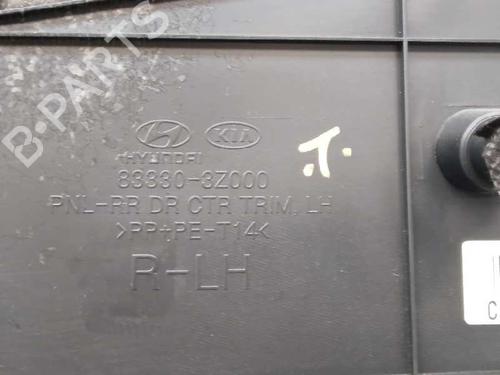 B-PARTS
KIA
HYUNDAI
83330-3Z000
PNL-RR DR CTR TRIM, LH
>PP+PE-T14<
R-LH
T.
C